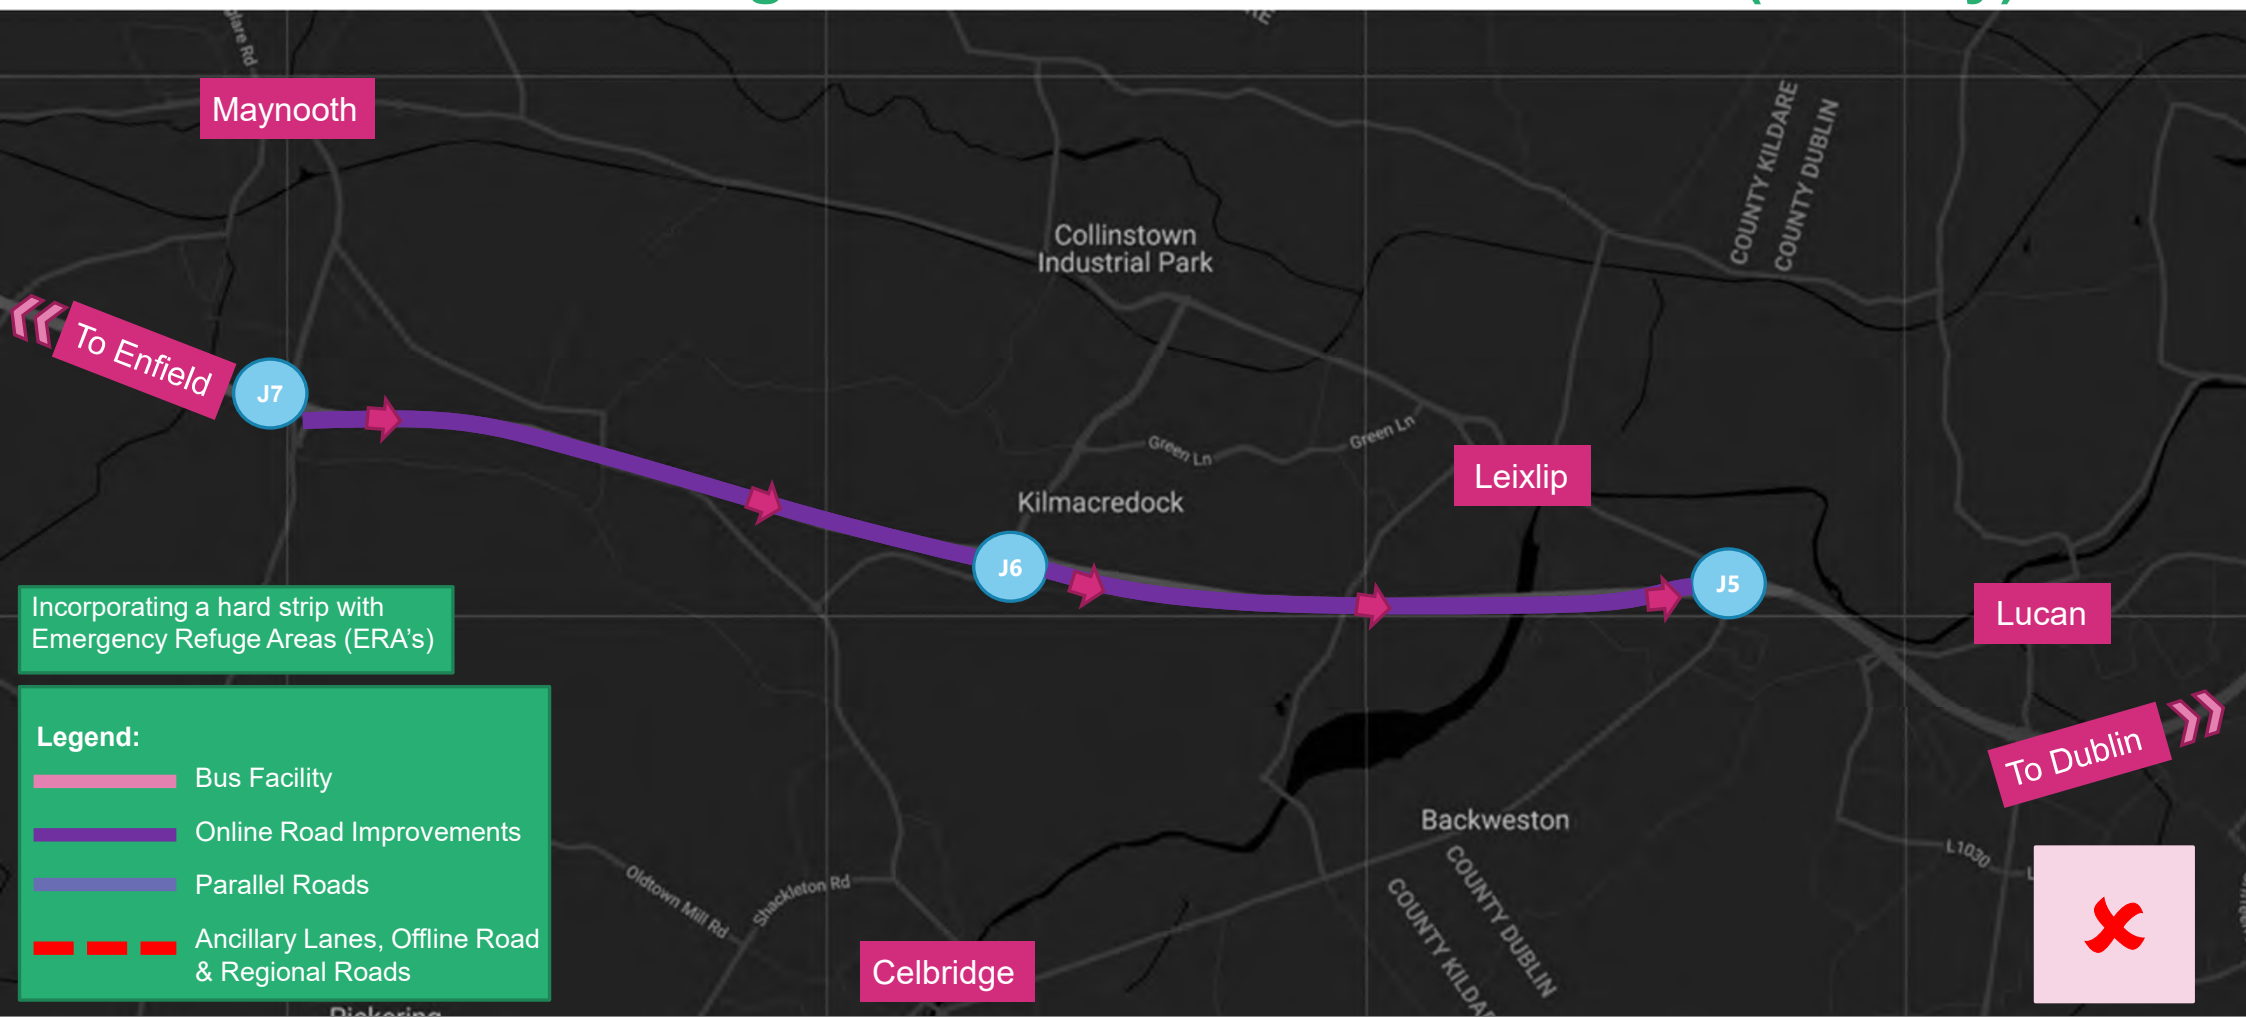 Maynooth
COUNTY KILDARE
COUNTY DUBLIN
Collinstown
Industrial Park
To Enfield
J7
Green Ln
Green Ln
Leixlip
Kilmacredock
J6
J5
Incorporating a hard strip with
Emergency Refuge Areas (ERA's)
Lucan
To Dublin
Legend:
Bus Facility
Online Road Improvements
Parallel Roads
Ancillary Lanes, Offline Road
& Regional Roads
Backweston
COUNTY DUBLIN
L1030
Oldtown Mill Rd
Shackleton Rd
Celbridge